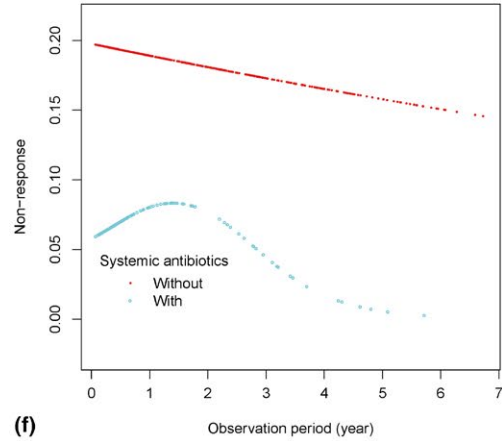 0.20
0.15
0.10
0.05
0.00
Non-response
Systemic antibiotics
Without
With
0 1 2 3 4 5 6 7
(f)
Observation period (year)